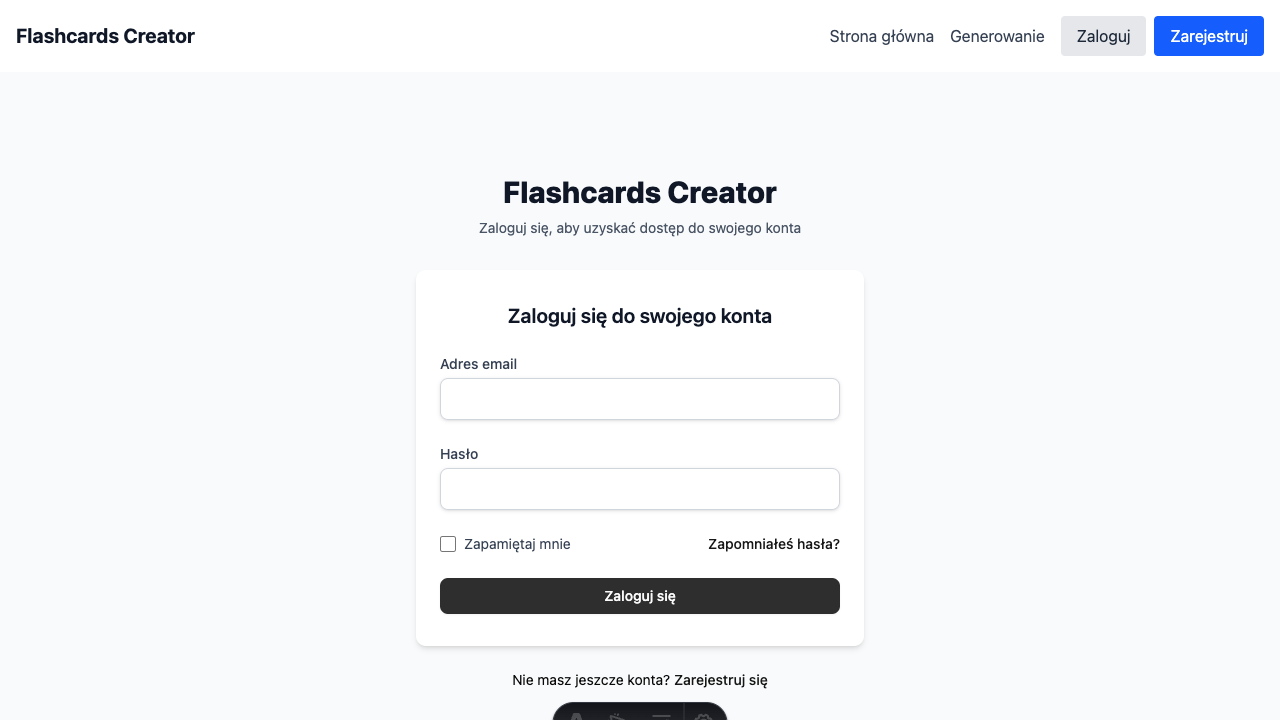 Flashcards Creator
Strona główna
Generowanie
Zaloguj
Zarejestruj
Flashcards Creator
Zaloguj się, aby uzyskać dostęp do swojego konta
Zaloguj się do swojego konta
Adres email
Hasło
Zapamiętaj mnie
Zapomniałeś hasła?
Zaloguj się
Nie masz jeszcze konta? Zarejestruj się